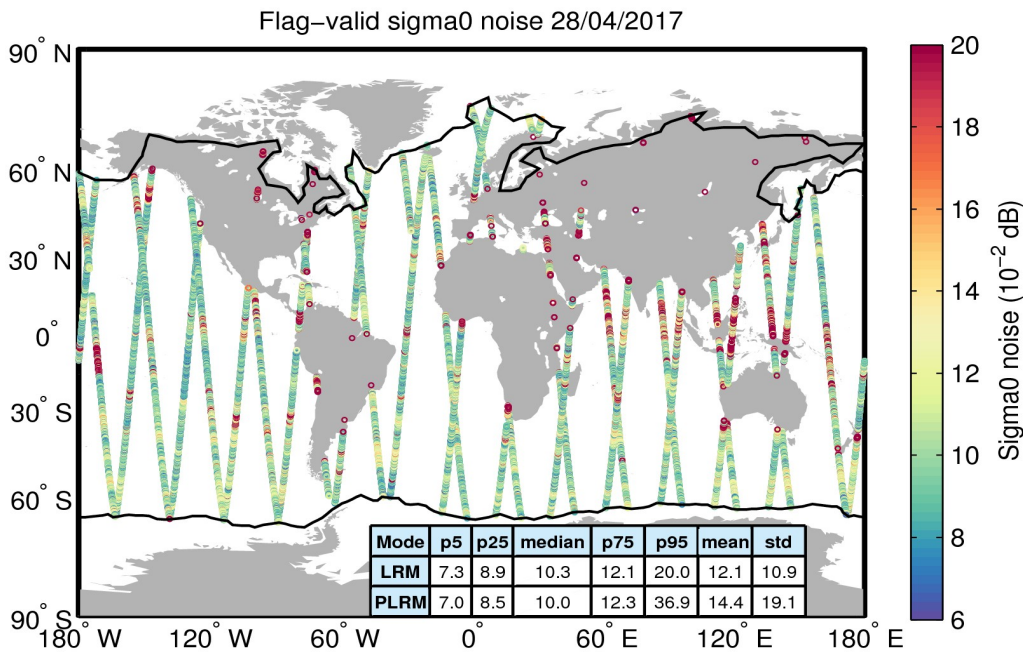 Flag−valid sigma0 noise 28/04/2017
90° N
60° N
30° N
0°
30° S
60° S
90° S
180° W
120° W
60° W
0°
60° E
120° E
180° E
20
18
16
14
12
10
8
6
Sigma0 noise (10⁻² dB)
Mode p5 p25 median p75 p95 mean std
LRM 7.3 8.9 10.3 12.1 20.0 12.1 10.9
PLRM 7.0 8.5 10.0 12.3 36.9 14.4 19.1